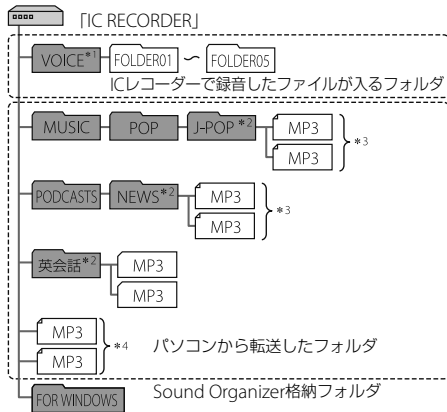 「IC RECORDER」
VOICE*1 FOLDER01 ～ FOLDER05
ICレコーダーで録音したファイルが入るフォルダ
MUSIC POP J-POP*2 MP3
MP3 *3
PODCASTS NEWS*2 MP3
MP3 *3
英会話*2 MP3
MP3
MP3
MP3 *4 パソコンから転送したフォルダ
FOR WINDOWS Sound Organizer格納フォルダ